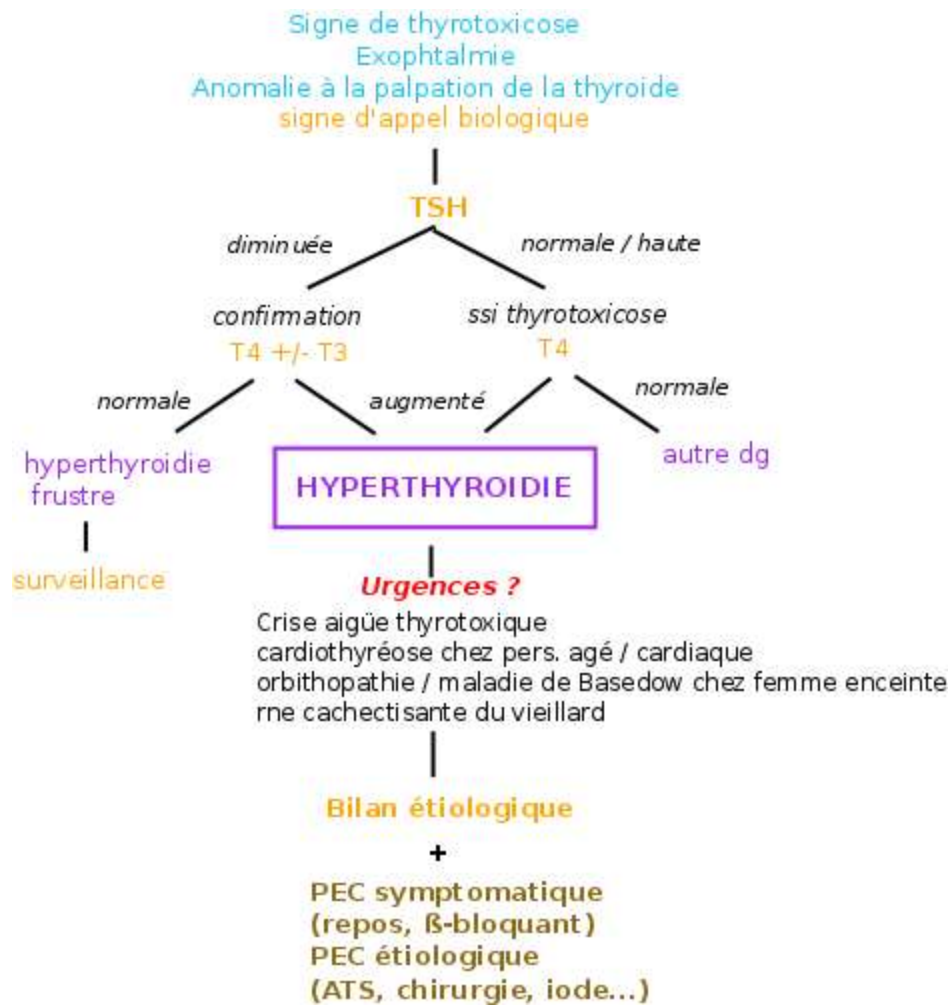 Signe de thyrotoxicose
Exophtalmie
Anomalie à la palpation de la thyroide
signe d'appel biologique
TSH
diminuée
normale / haute
confirmation
T4 +/- T3
ssi thyrotoxicose
T4
normale
augmenté
normale
hyperthyroidie
frustre
HYPERTHYROIDIE
autre dg
surveillance
Urgences ?
Crise aigüe thyrotoxique
cardiothyréose chez pers. agé / cardiaque
orbithopathie / maladie de Basedow chez femme enceinte
rne cachectisante du vieillard
Bilan étiologique
+
PEC symptomatique
(repos, ß-bloquant)
PEC étiologique
(ATS, chirurgie, iode...)